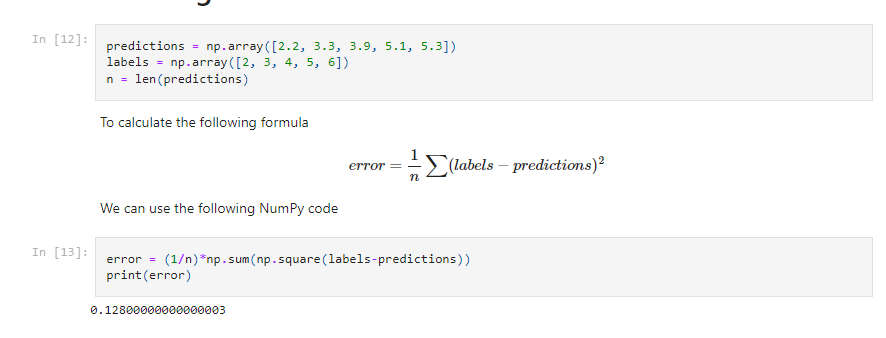 In [12]:
predictions = np.array([2.2, 3.3, 3.9, 5.1, 5.3])
labels = np.array([2, 3, 4, 5, 6])
n = len(predictions)
To calculate the following formula
error = 1/n ∑(labels − predictions)²
We can use the following NumPy code
In [13]:
error = (1/n)*np.sum(np.square(labels-predictions))
print(error)
0.12800000000000003